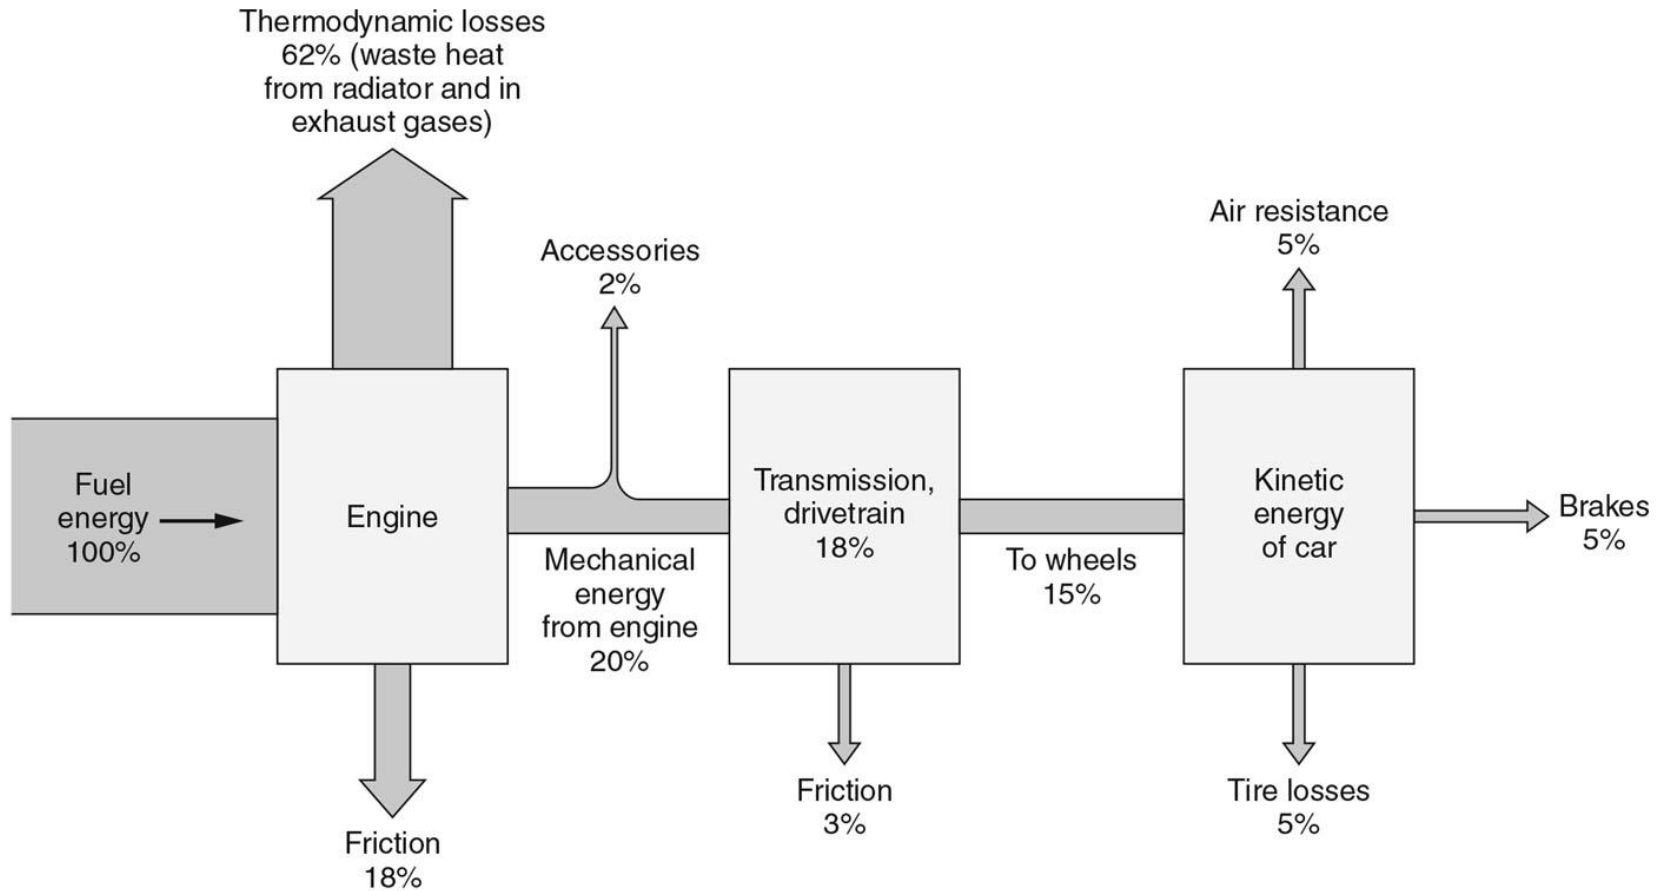 Thermodynamic losses
62% (waste heat
from radiator and in
exhaust gases)
Accessories
2%
Air resistance
5%
Fuel
energy
100%
Engine
Mechanical
energy
from engine
20%
Transmission,
drivetrain
18%
To wheels
15%
Kinetic
energy
of car
Brakes
5%
Friction
18%
Friction
3%
Tire losses
5%